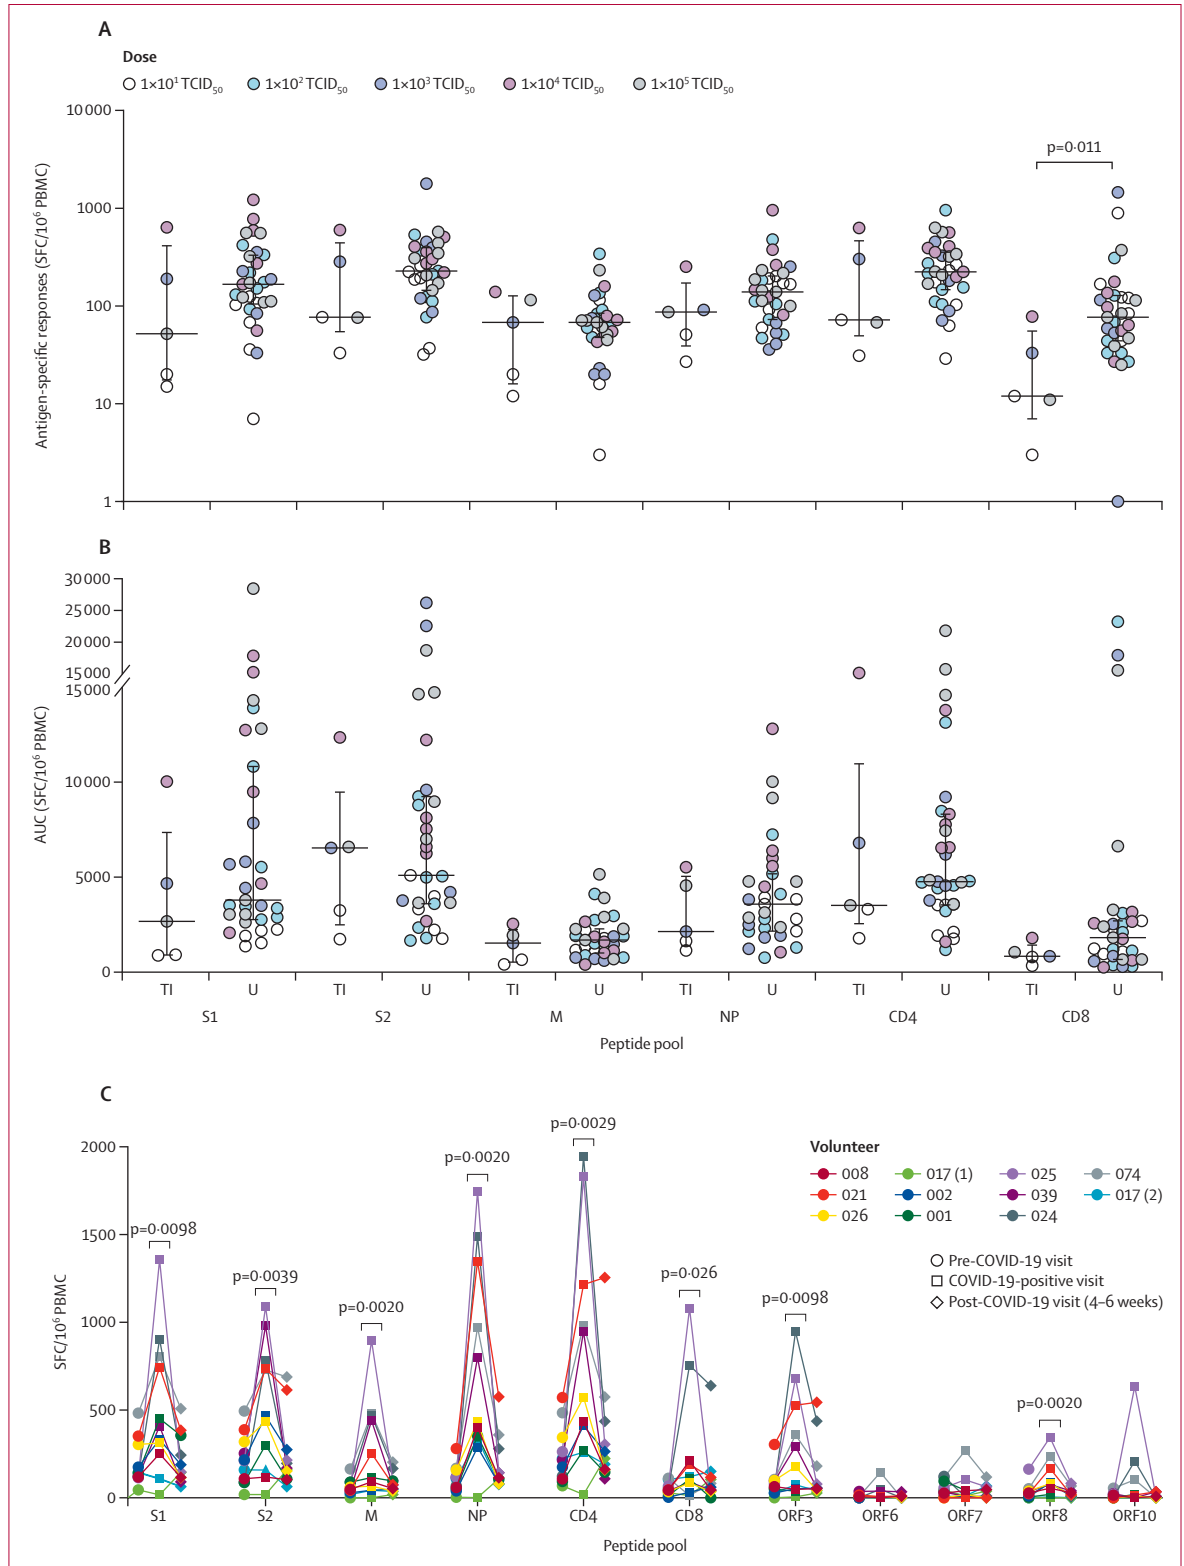 A
Dose
1×10¹ TCID₅₀ 1×10² TCID₅₀ 1×10³ TCID₅₀ 1×10⁴ TCID₅₀ 1×10⁵ TCID₅₀
Antigen-specific responses (SFC/10⁶ PBMC)
10 000
1000
100
10
1
p=0·011
B
AUC (SFC/10⁶ PBMC)
30 000
25 000
20 000
15 000
15 000
10 000
5000
0
TI U TI U TI U TI U TI U TI U
S1 S2 M NP CD4 CD8
Peptide pool
C
SFC/10⁶ PBMC
2000
1500
1000
500
0
p=0·0098
p=0·0039
p=0·0020
p=0·0020
p=0·0029
p=0·026
p=0·0098
p=0·0020
Volunteer
008 017 (1) 025 074
021 002 039 017 (2)
026 001 024
Pre-COVID-19 visit
COVID-19-positive visit
Post-COVID-19 visit (4–6 weeks)
S1 S2 M NP CD4 CD8 ORF3 ORF6 ORF7 ORF8 ORF10
Peptide pool